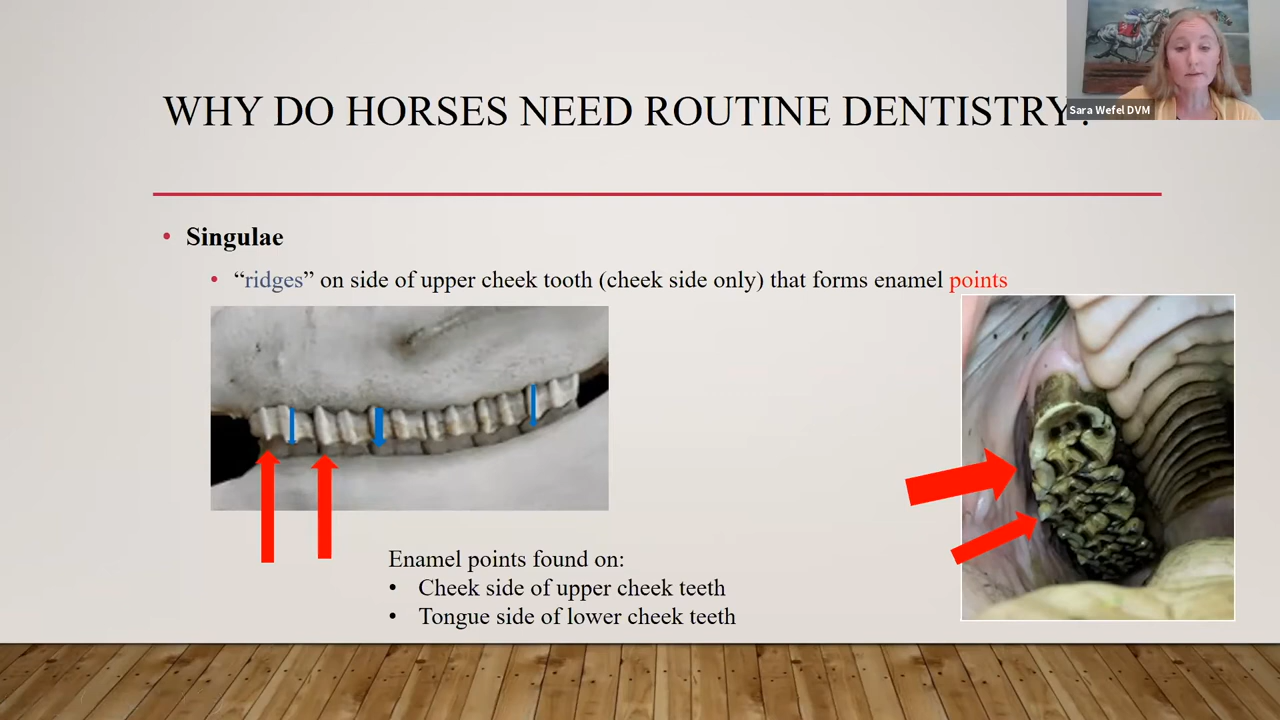 WHY DO HORSES NEED ROUTINE DENTISTRY?
Sara Wefel DVM
• Singulae
• “ridges” on side of upper cheek tooth (cheek side only) that forms enamel points
Enamel points found on:
• Cheek side of upper cheek teeth
• Tongue side of lower cheek teeth